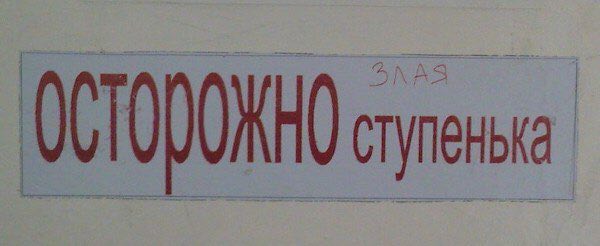 осторожно злая ступенька